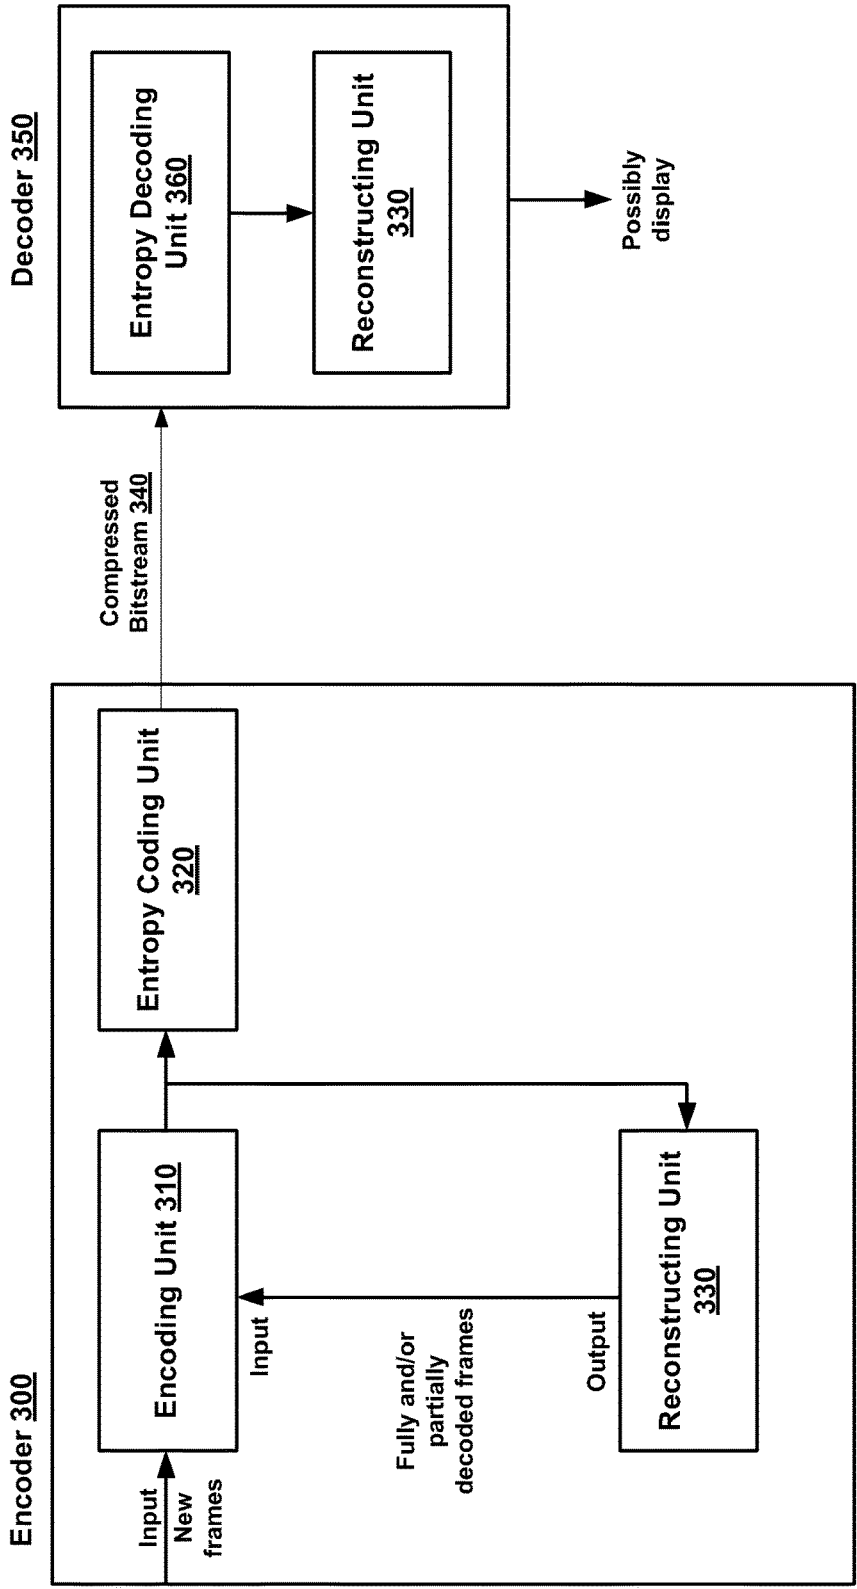 Encoder 300
Input
New
frames
Encoding Unit 310
Input
Fully and/or
partially
decoded frames
Output
Reconstructing Unit
330
Entropy Coding Unit
320
Compressed
Bitstream 340
Decoder 350
Entropy Decoding
Unit 360
Reconstructing Unit
330
Possibly
display